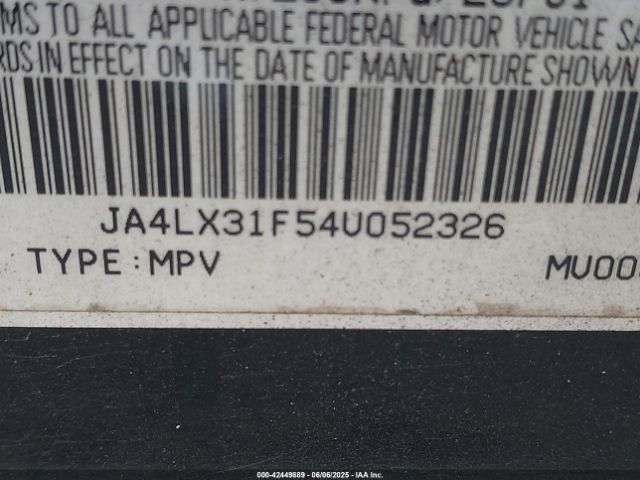 MS TO ALL APPLICABLE FEDERAL MOTOR VEHICLE SA
RDS IN EFFECT ON THE DATE OF MANUFACTURE SHOWN
JA4LX31F54U052326
TYPE:MPV MU00
000-42449889 - 06/06/2025 - IAA Inc.